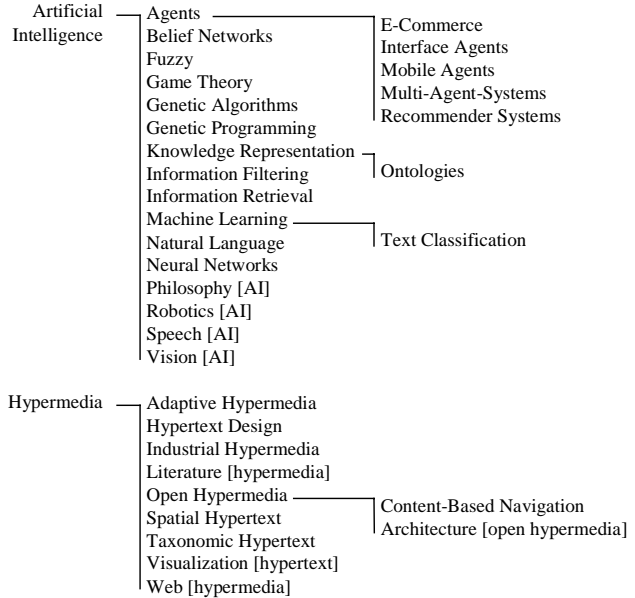 Artificial
Intelligence
Agents
Belief Networks
Fuzzy
Game Theory
Genetic Algorithms
Genetic Programming
Knowledge Representation
Information Filtering
Information Retrieval
Machine Learning
Natural Language
Neural Networks
Philosophy [AI]
Robotics [AI]
Speech [AI]
Vision [AI]
E-Commerce
Interface Agents
Mobile Agents
Multi-Agent-Systems
Recommender Systems
Ontologies
Text Classification
Hypermedia
Adaptive Hypermedia
Hypertext Design
Industrial Hypermedia
Literature [hypermedia]
Open Hypermedia
Spatial Hypertext
Taxonomic Hypertext
Visualization [hypertext]
Web [hypermedia]
Content-Based Navigation
Architecture [open hypermedia]